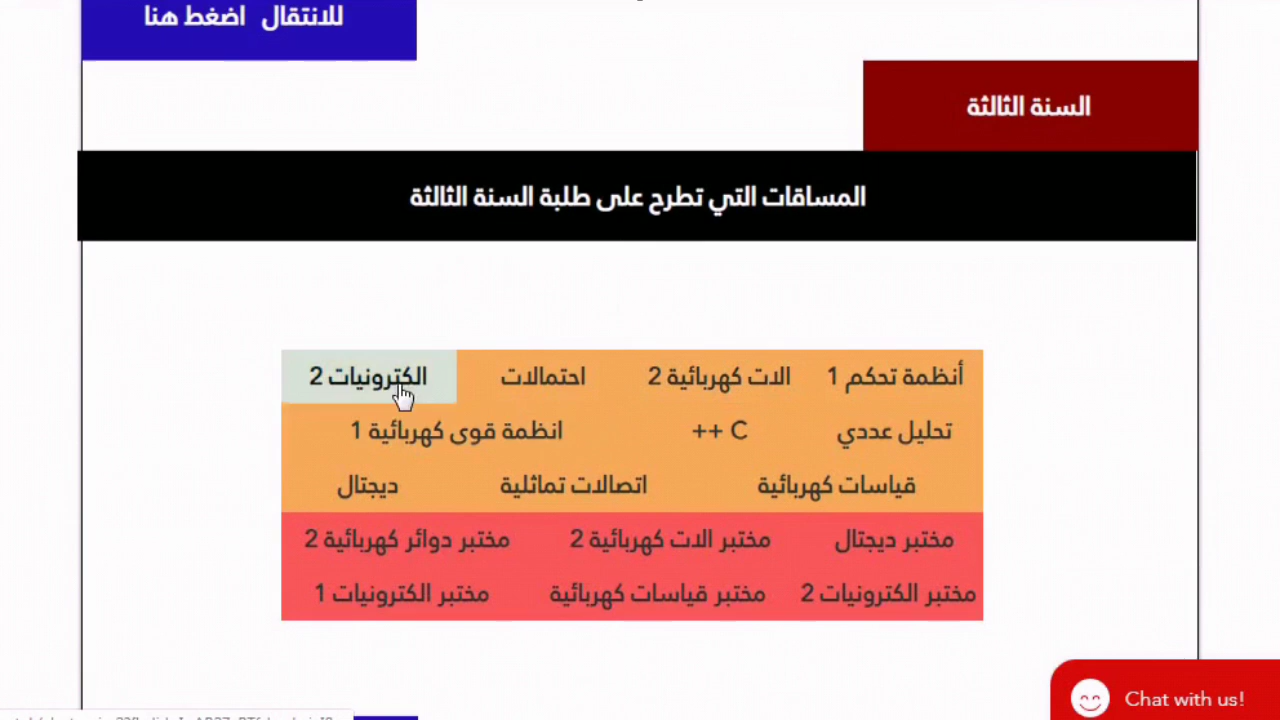 للانتقال اضغط هنا
السنة الثالثة
المساقات التي تطرح على طلبة السنة الثالثة
أنظمة تحكم 1 الات كهربائية 2 احتمالات الكترونيات 2
تحليل عددي C ++ انظمة قوى كهربائية 1
قياسات كهربائية اتصالات تماثلية ديجتال
مختبر ديجتال مختبر الات كهربائية 2 مختبر دوائر كهربائية 2
مختبر الكترونيات 2 مختبر قياسات كهربائية مختبر الكترونيات 1
Chat with us!